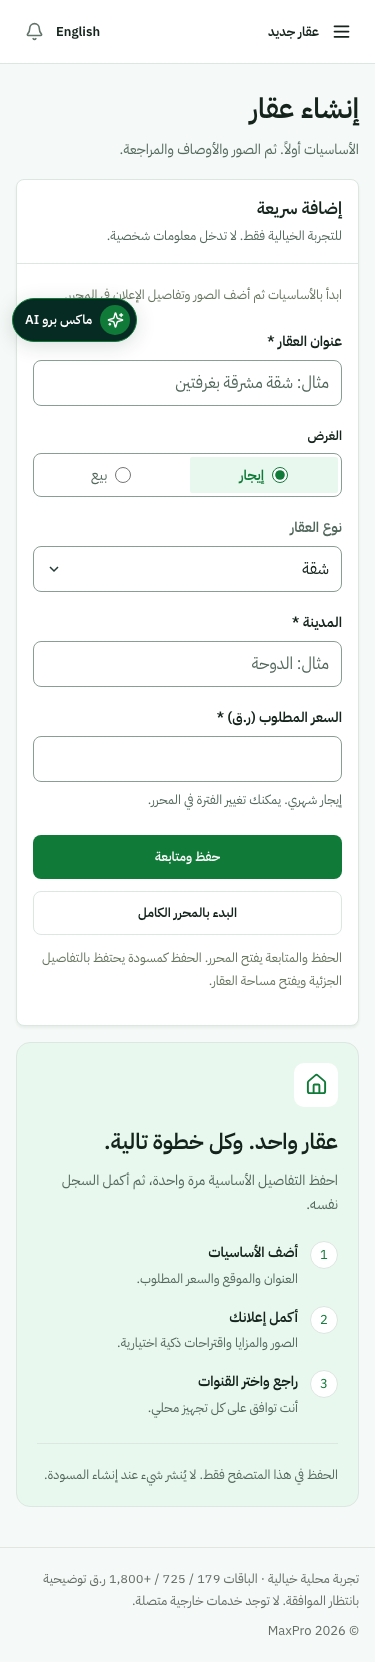 عقار جديد
English
إنشاء عقار
الأساسيات أولاً. ثم الصور والأوصاف والمراجعة.
إضافة سريعة
للتجربة الخيالية فقط. لا تدخل معلومات شخصية.
ابدأ بالأساسيات ثم أضف الصور وتفاصيل الإعلان في المحرر.
ماكس برو AI
عنوان العقار *
مثال: شقة مشرقة بغرفتين
الغرض
إيجار
بيع
نوع العقار
شقة
المدينة *
مثال: الدوحة
السعر المطلوب (ر.ق) *
إيجار شهري. يمكنك تغيير الفترة في المحرر.
حفظ ومتابعة
البدء بالمحرر الكامل
الحفظ والمتابعة يفتح المحرر. الحفظ كمسودة يحتفظ بالتفاصيل
الجزئية ويفتح مساحة العقار.
عقار واحد. وكل خطوة تالية.
احفظ التفاصيل الأساسية مرة واحدة، ثم أكمل السجل
نفسه.
1 أضف الأساسيات
العنوان والموقع والسعر المطلوب.
2 أكمل إعلانك
الصور والمزايا واقتراحات ذكية اختيارية.
3 راجع واختر القنوات
أنت توافق على كل تجهيز محلي.
الحفظ في هذا المتصفح فقط. لا يُنشر شيء عند إنشاء المسودة.
تجربة محلية خيالية · الباقات 179 / 725 / +1,800 ر.ق توضيحية
بانتظار الموافقة. لا توجد خدمات خارجية متصلة.
© 2026 MaxPro